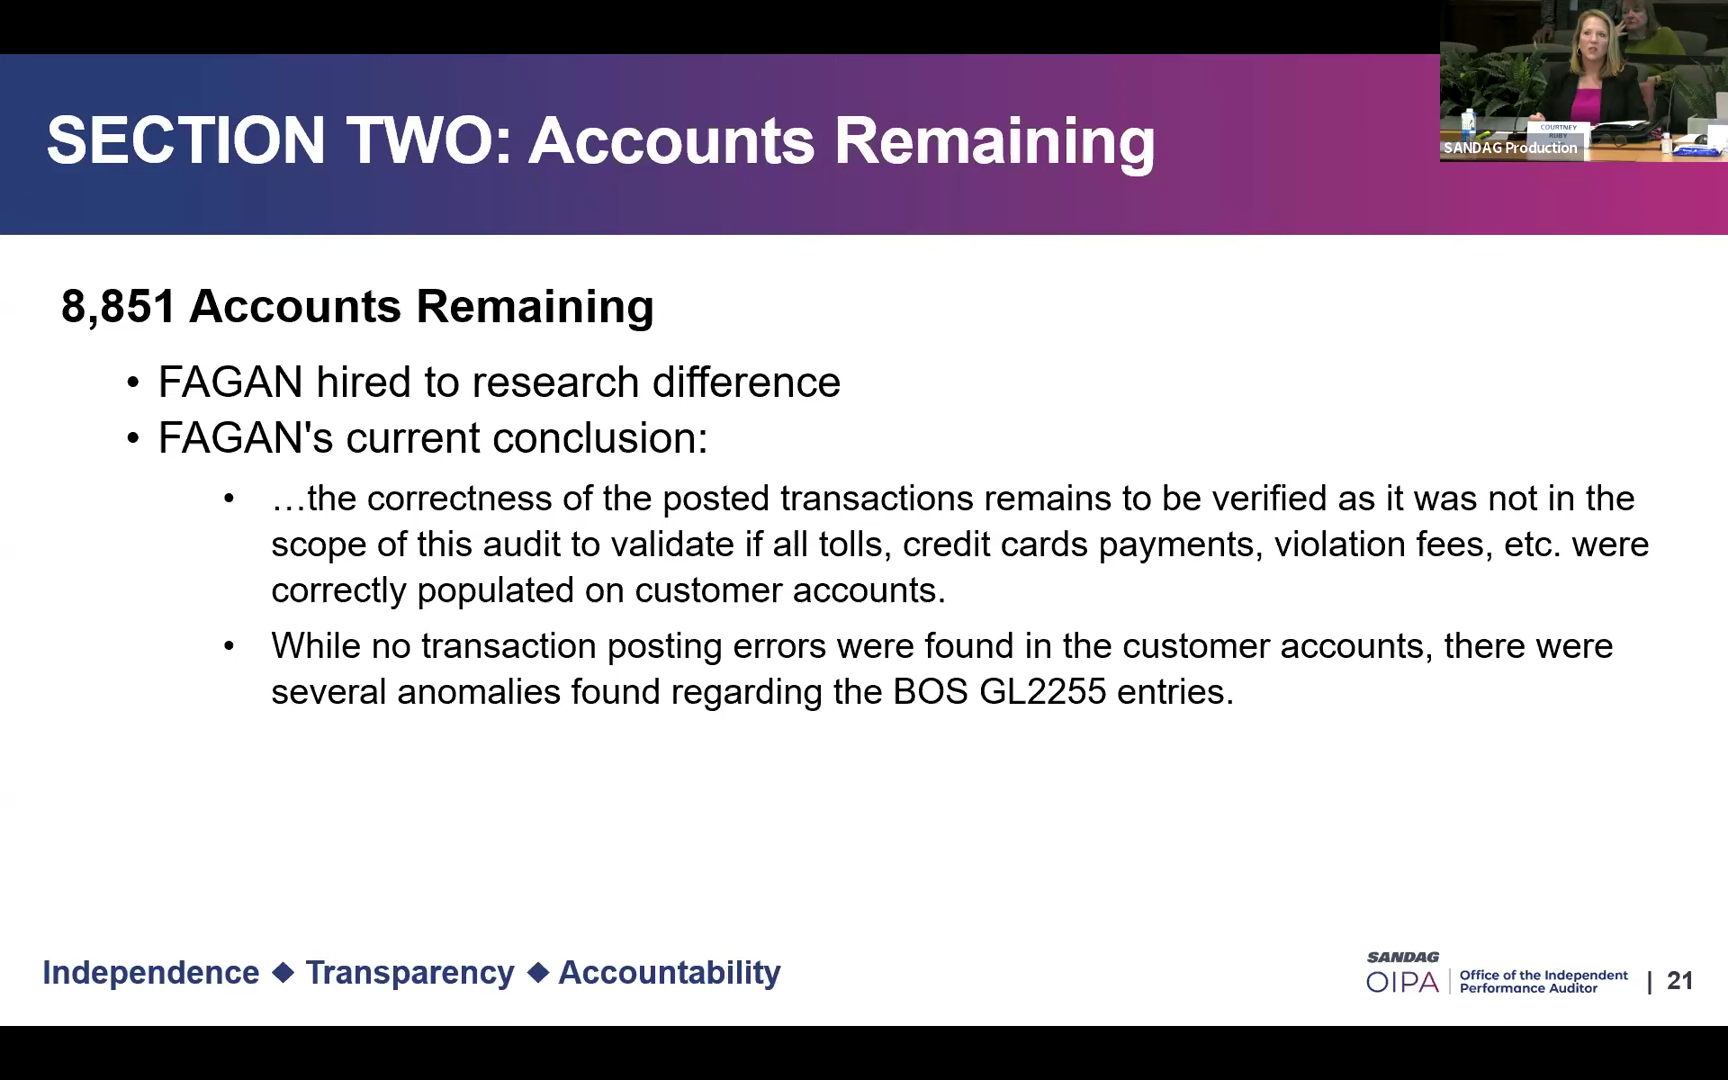 SECTION TWO: Accounts Remaining
COURTNEY
RUBY
SANDAG Production
8,851 Accounts Remaining
• FAGAN hired to research difference
• FAGAN's current conclusion:
• …the correctness of the posted transactions remains to be verified as it was not in the
scope of this audit to validate if all tolls, credit cards payments, violation fees, etc. were
correctly populated on customer accounts.
• While no transaction posting errors were found in the customer accounts, there were
several anomalies found regarding the BOS GL2255 entries.
Independence ◆ Transparency ◆ Accountability
SANDAG
OIPA | Office of the Independent
Performance Auditor
| 21